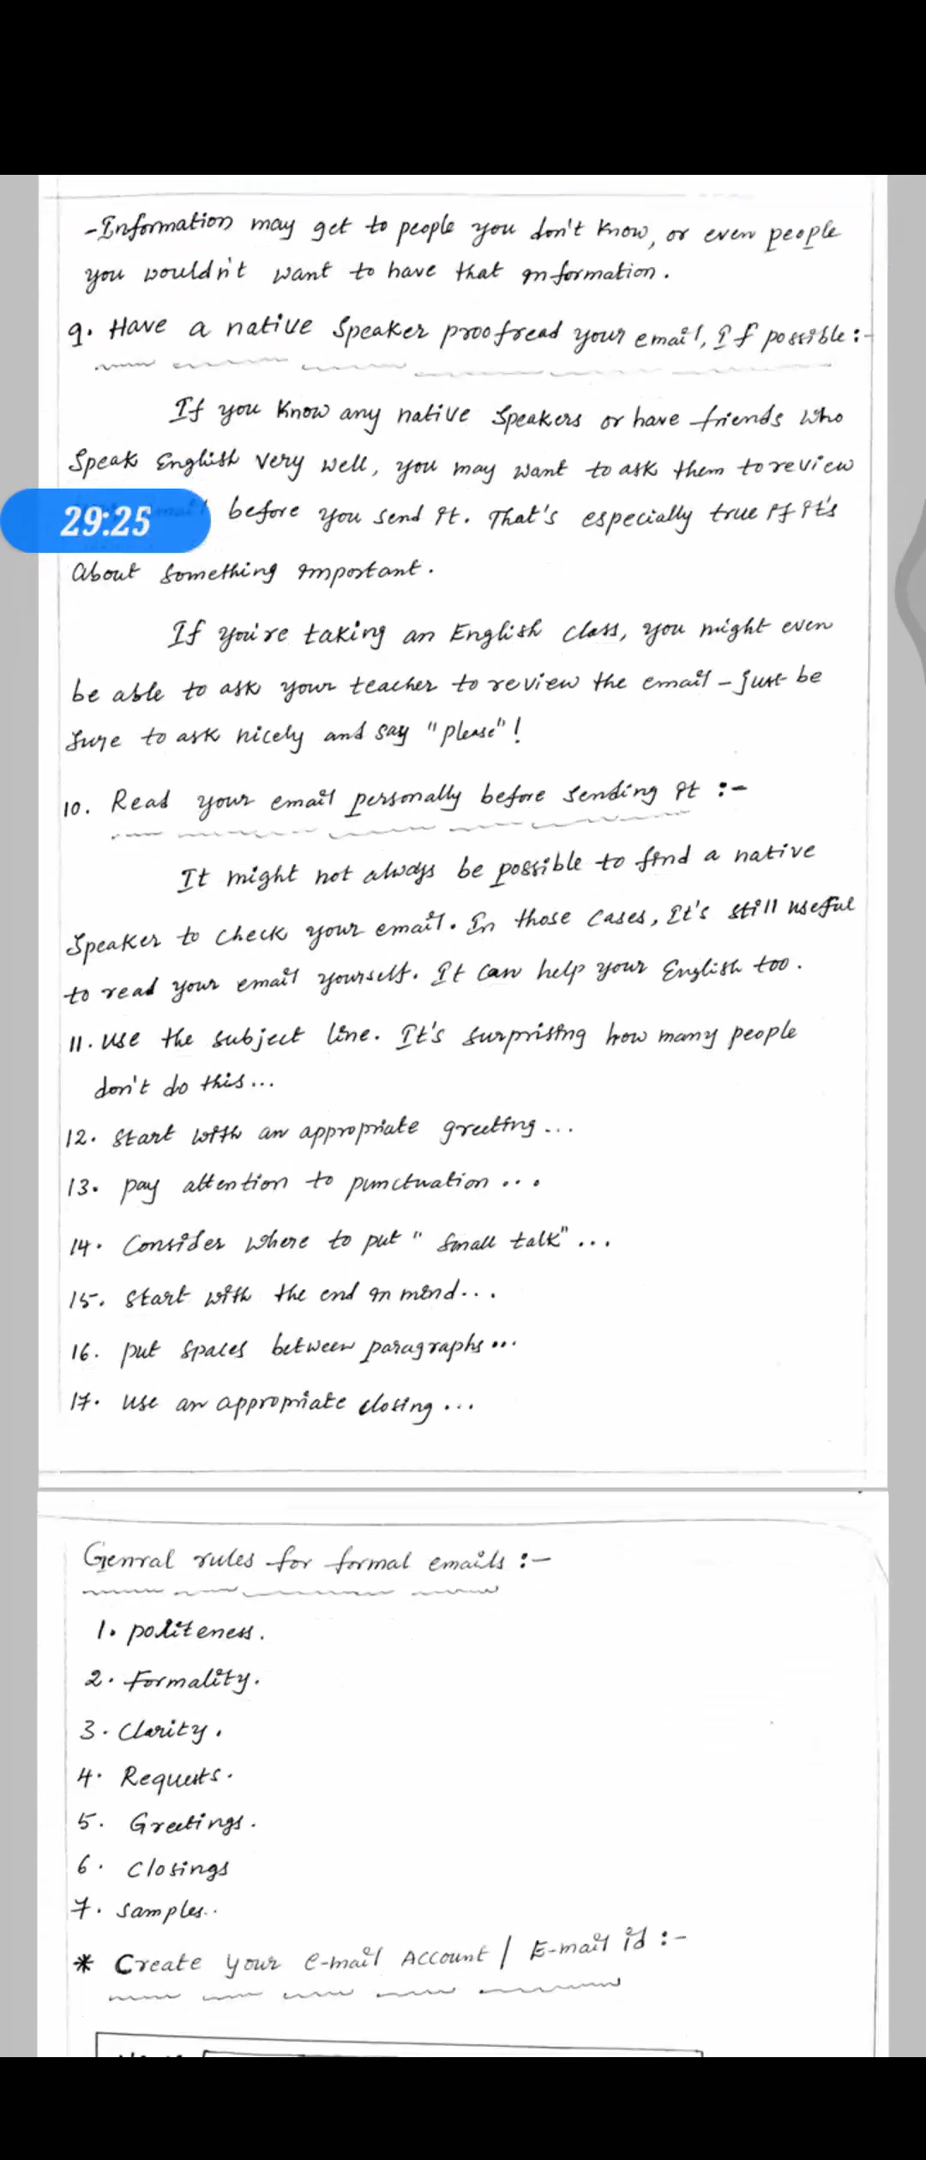 -Information may get to people you don't know, or even people
you wouldn't want to have that information.
9. Have a native speaker proofread your email, If possible :-
If you know any native speakers or have friends who
speak English very well, you may want to ask them to review
29:25
email before you send it. That's especially true if it's
about something important.
If you're taking an English class, you might even
be able to ask your teacher to review the email - just be
sure to ask nicely and say "please"!
10. Read your email personally before sending it :-
It might not always be possible to find a native
speaker to check your email. In those cases, it's still useful
to read your email yourself. It can help your English too.
11. use the subject line. It's surprising how many people
don't do this...
12. start with an appropriate greeting...
13. pay attention to punctuation ...
14. Consider where to put "small talk" ...
15. start with the end in mind...
16. put spaces between paragraphs...
17. use an appropriate closing...
Genral rules for formal emails :-
1. politeness.
2. Formality.
3. Clarity.
4. Requests.
5. Greetings.
6. Closings
7. samples..
* Create your e-mail Account / E-mail id :-